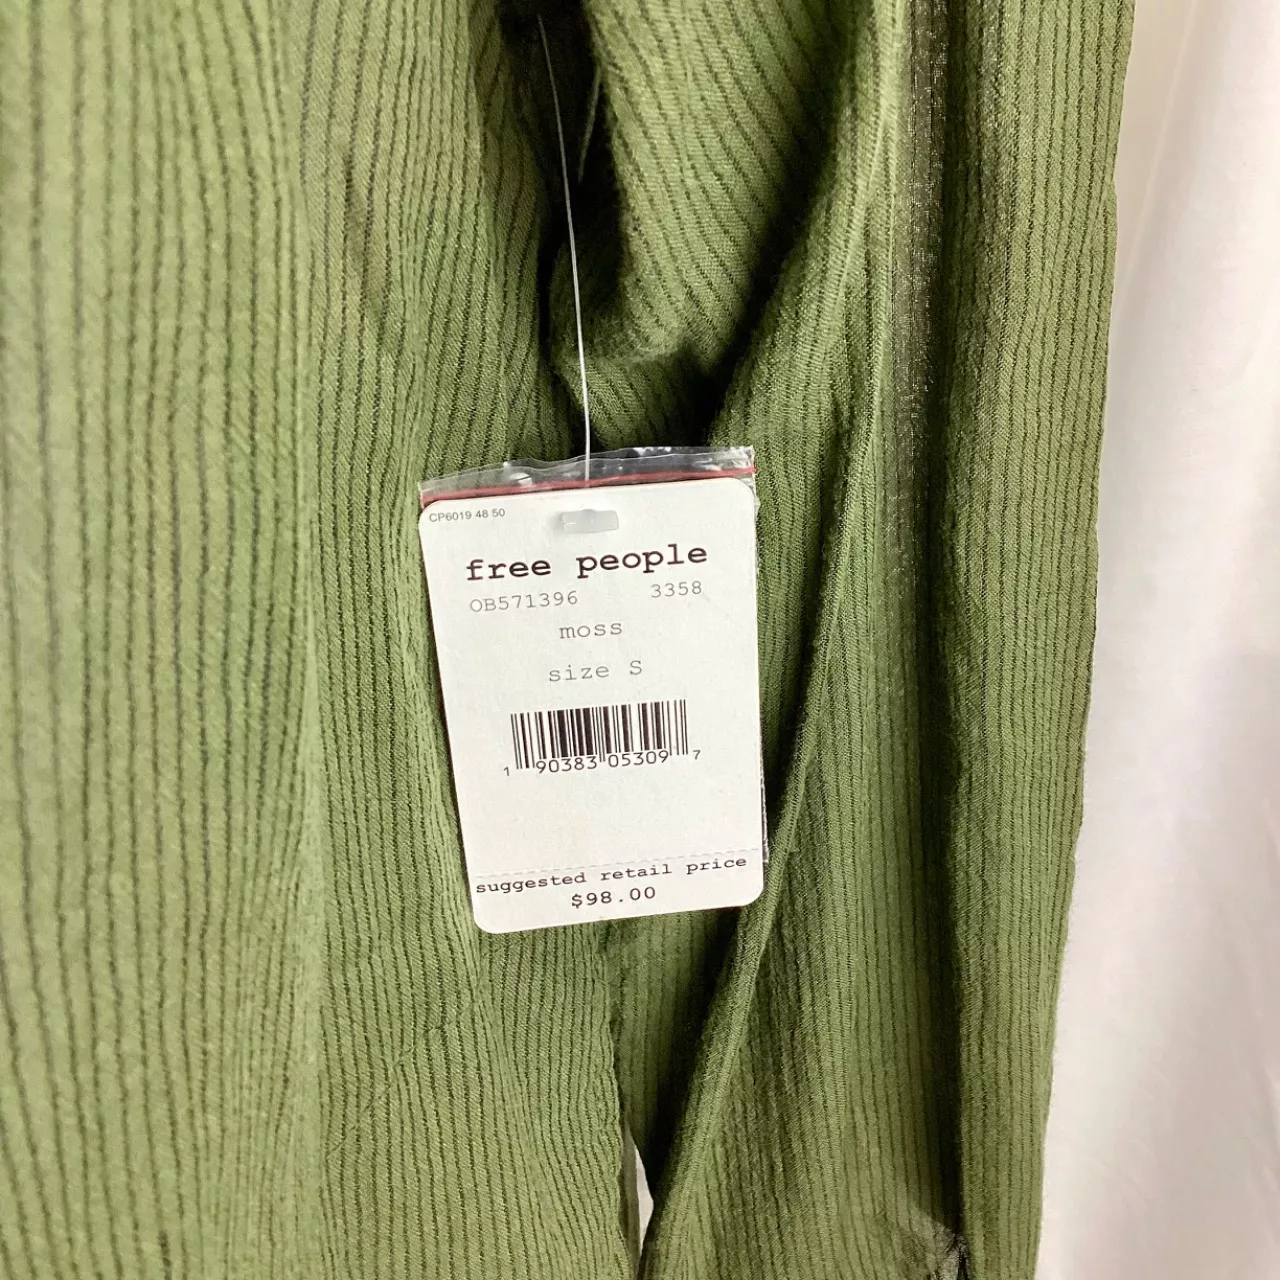 CP6019 48 50
free people
OB571396 3358
moss
size S
1 90383 05309 7
suggested retail price
$98.00